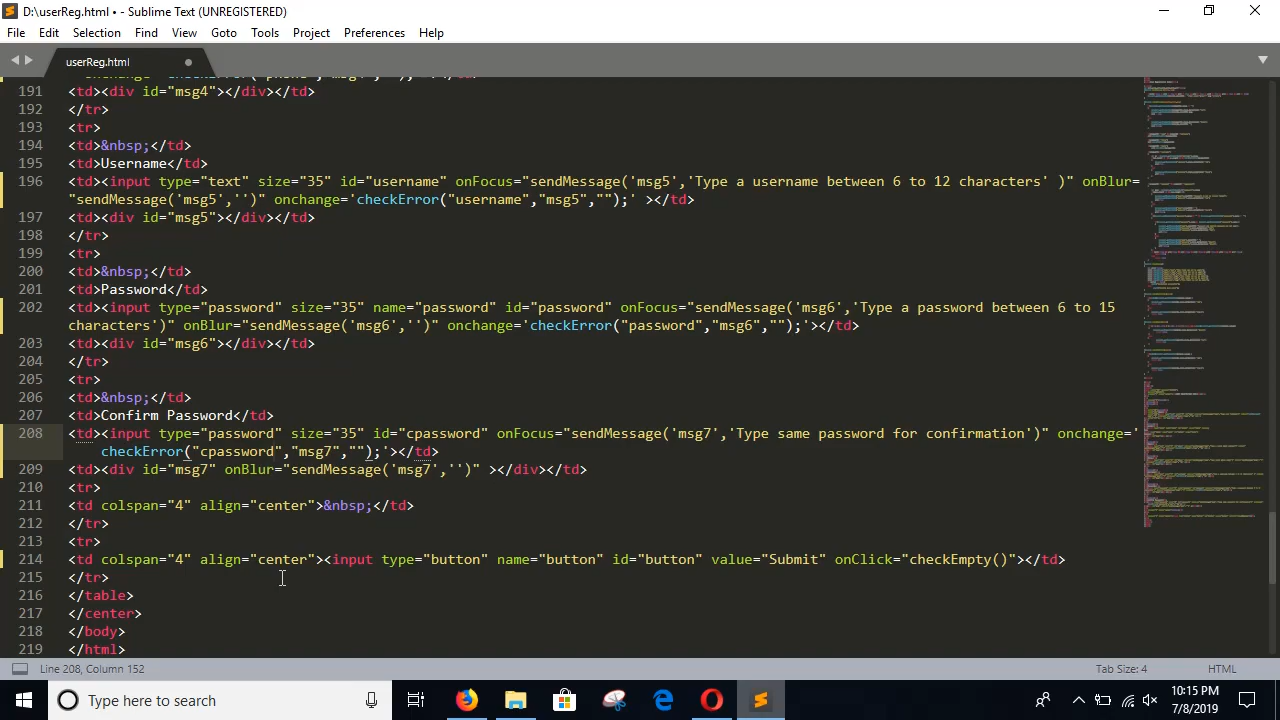 D:\userReg.html • - Sublime Text (UNREGISTERED)
File Edit Selection Find View Goto Tools Project Preferences Help
userReg.html
191 <td><div id="msg4"></div></td>
192 </tr>
193 <tr>
194 <td>&nbsp;</td>
195 <td>Username</td>
196 <td><input type="text" size="35" id="username" onFocus="sendMessage('msg5','Type a username between to 12 characters' )" onBlur=
"sendMessage('msg5','')" onchange='checkError("username","msg5","");' ></td>
197 <td><div id="msg5"></div></td>
198 </tr>
199 <tr>
200 <td>&nbsp;</td>
201 <td>Password</td>
202 <td><input type="password" size="35" name="password" id="password" onFocus="sendMessage('msg6','Type a password between 6 to 15
characters')" onBlur="sendMessage('msg6','')" onchange='checkError("password","msg6","");'></td>
203 <td><div id="msg6"></div></td>
204 </tr>
205 <tr>
206 <td>&nbsp;</td>
207 <td>Confirm Password</td>
208 <td><input type="password" size="35" id="cpassword" onFocus="sendMessage('msg7','Type same password for confirmation')" onchange='
checkError("cpassword","msg7","");'></td>
209 <td><div id="msg7" onBlur="sendMessage('msg7','')" ></div></td>
210 <tr>
211 <td colspan="4" align="center">&nbsp;</td>
212 </tr>
213 <tr>
214 <td colspan="4" align="center"><input type="button" name="button" id="button" value="Submit" onClick="checkEmpty()"></td>
215 </tr>
216 </table>
217 </center>
218 </body>
219 </html>
Line 208, Column 152 Tab Size: 4 HTML
Type here to search
10:15 PM
7/8/2019